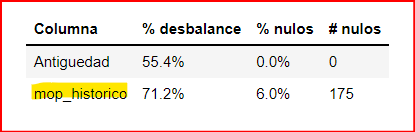 Columna % desbalance % nulos # nulos
Antiguedad 55.4% 0.0% 0
mop_historico 71.2% 6.0% 175